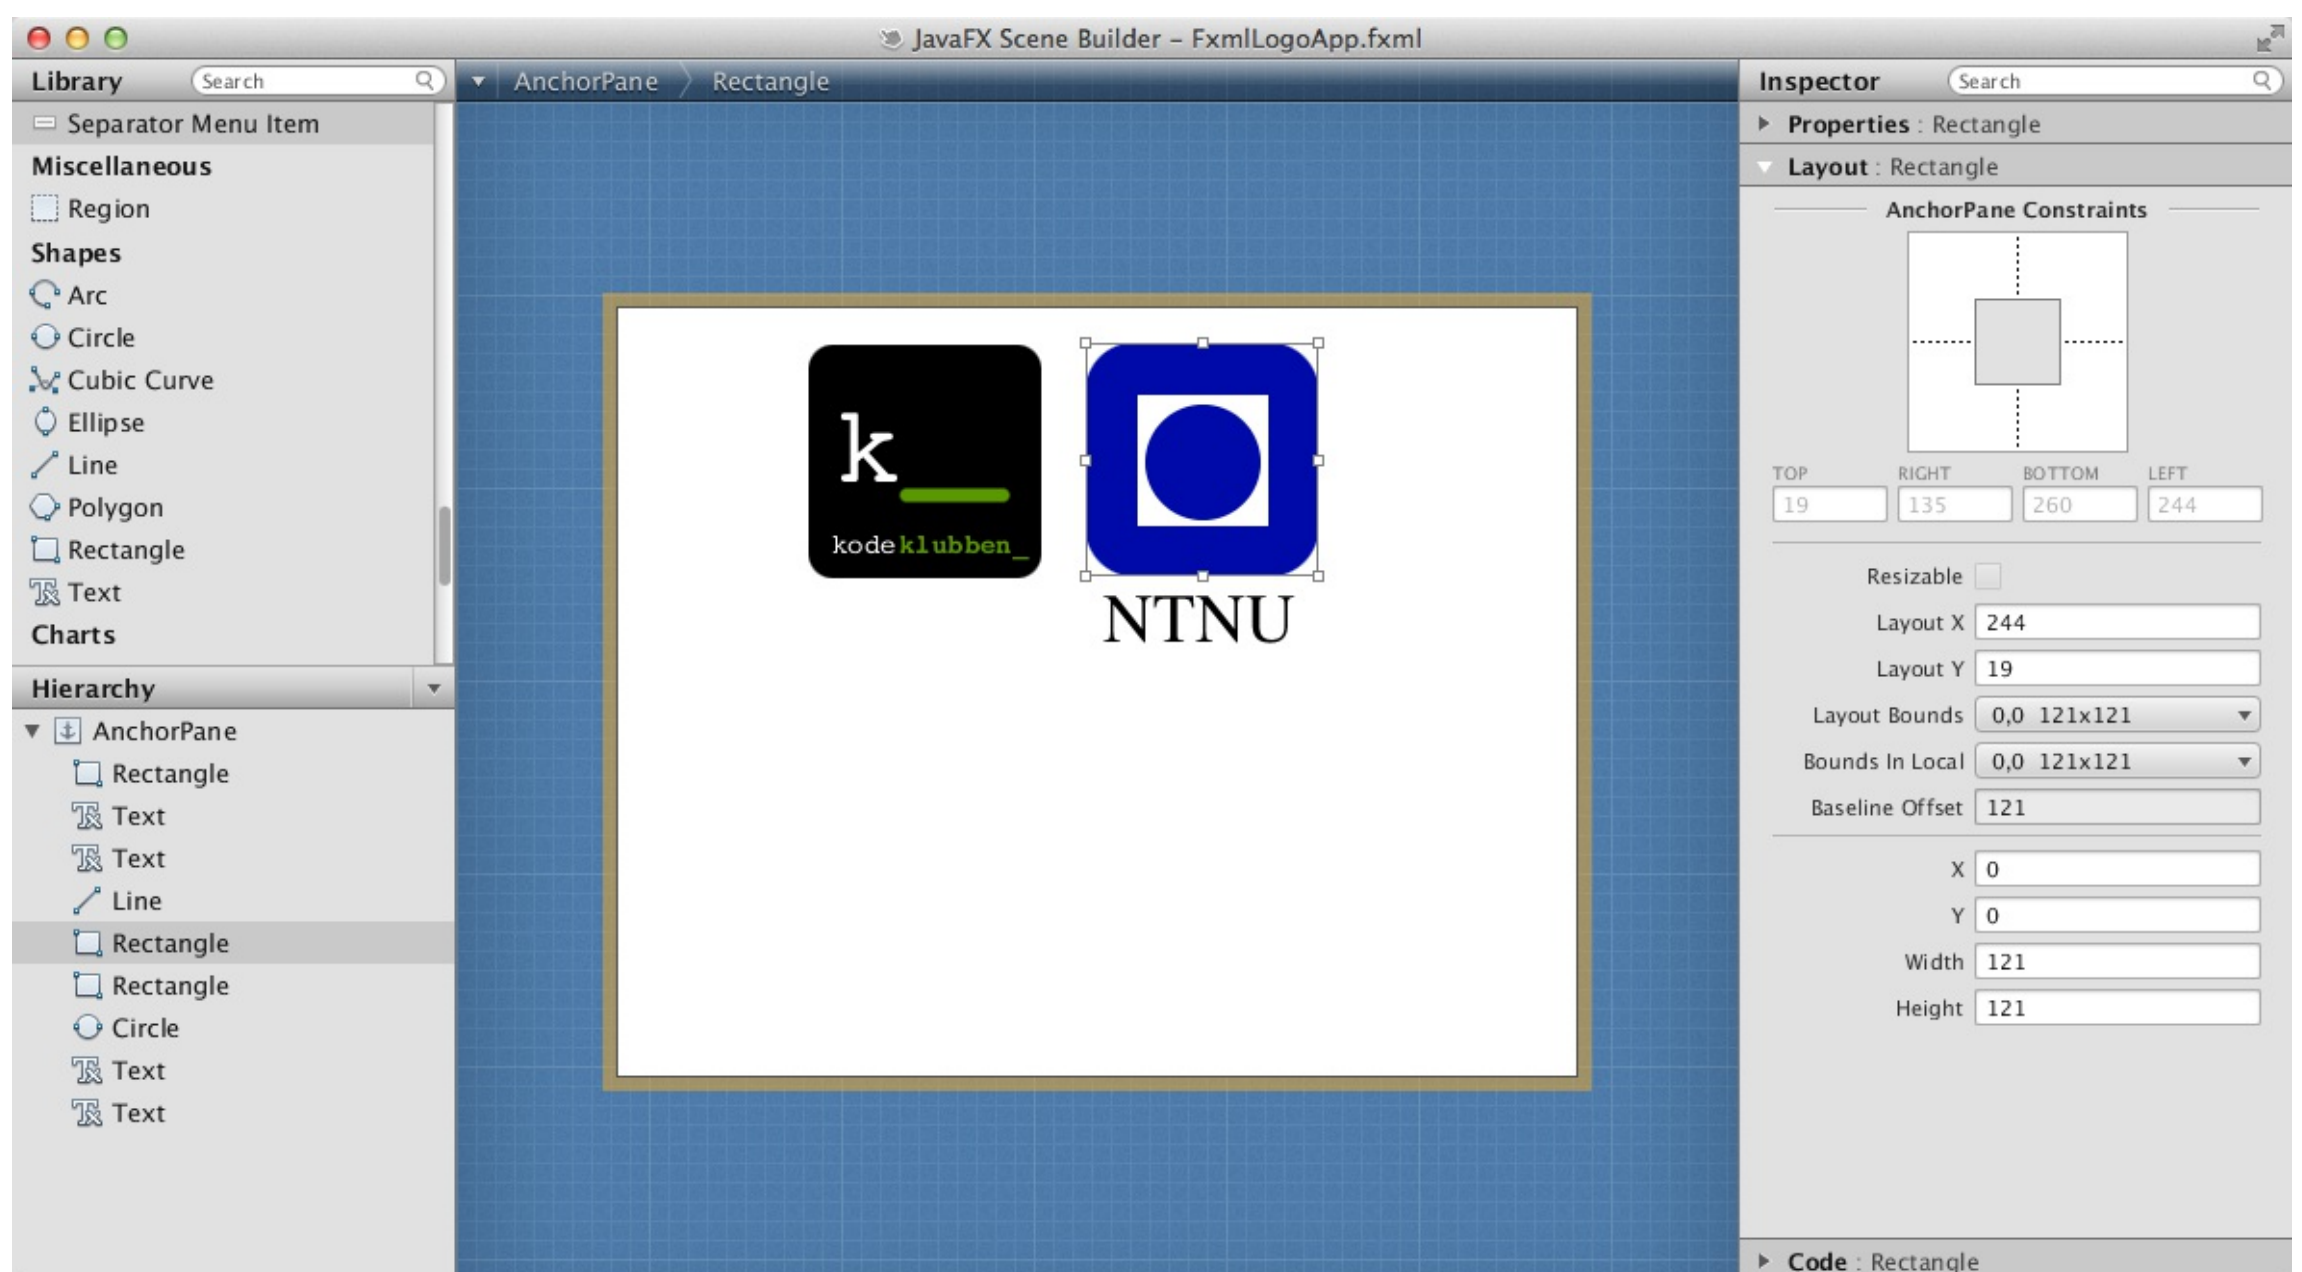 JavaFX Scene Builder – FxmlLogoApp.fxml
Library Search
Separator Menu Item
Miscellaneous
Region
Shapes
Arc
Circle
Cubic Curve
Ellipse
Line
Polygon
Rectangle
Text
Charts
Hierarchy
AnchorPane
Rectangle
Text
Text
Line
Rectangle
Rectangle
Circle
Text
Text
AnchorPane Rectangle
k
kodeklubben_
NTNU
Inspector Search
Properties : Rectangle
Layout : Rectangle
AnchorPane Constraints
TOP RIGHT BOTTOM LEFT
19 135 260 244
Resizable
Layout X 244
Layout Y 19
Layout Bounds 0,0 121x121
Bounds In Local 0,0 121x121
Baseline Offset 121
X 0
Y 0
Width 121
Height 121
Code : Rectangle